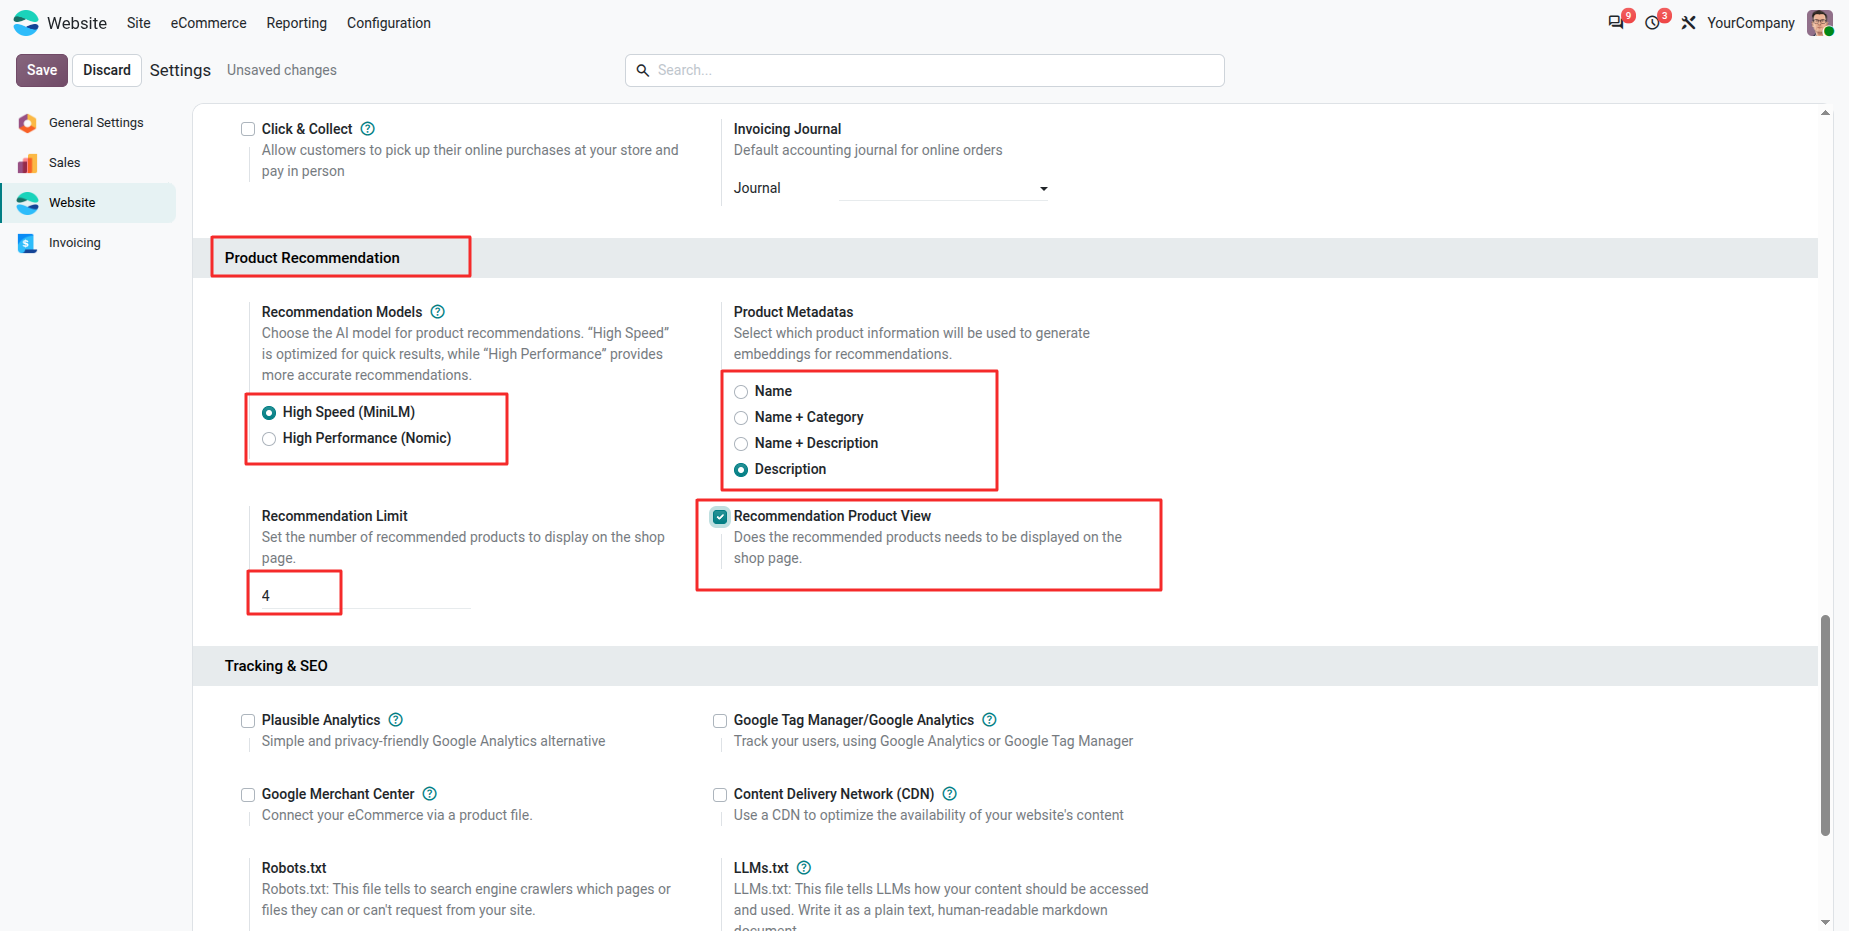 Website Site eCommerce Reporting Configuration 9 3 YourCompany
Save Discard Settings Unsaved changes Search...
General Settings
Sales
Website
Invoicing
Click & Collect ?
Allow customers to pick up their online purchases at your store and
pay in person
Invoicing Journal
Default accounting journal for online orders
Journal
Product Recommendation
Recommendation Models ?
Choose the AI model for product recommendations. “High Speed”
is optimized for quick results, while “High Performance” provides
more accurate recommendations.
High Speed (MiniLM)
High Performance (Nomic)
Product Metadatas
Select which product information will be used to generate
embeddings for recommendations.
Name
Name + Category
Name + Description
Description
Recommendation Limit
Set the number of recommended products to display on the shop
page.
4
Recommendation Product View
Does the recommended products needs to be displayed on the
shop page.
Tracking & SEO
Plausible Analytics ?
Simple and privacy-friendly Google Analytics alternative
Google Tag Manager/Google Analytics ?
Track your users, using Google Analytics or Google Tag Manager
Google Merchant Center ?
Connect your eCommerce via a product file.
Content Delivery Network (CDN) ?
Use a CDN to optimize the availability of your website's content
Robots.txt
Robots.txt: This file tells to search engine crawlers which pages or
files they can or can't request from your site.
LLMs.txt ?
LLMs.txt: This file tells LLMs how your content should be accessed
and used. Write it as a plain text, human-readable markdown
document